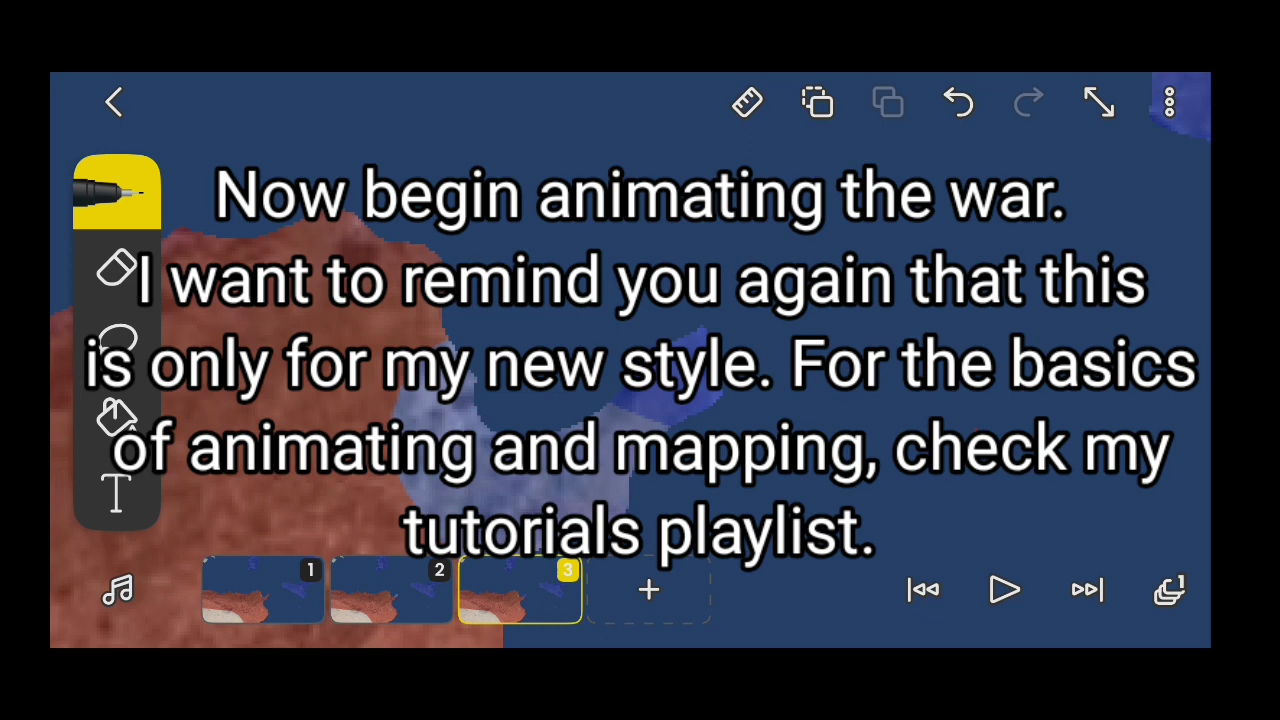 Now begin animating the war.
I want to remind you again that this
is only for my new style. For the basics
of animating and mapping, check my
tutorials playlist.
T
1
2
3
1